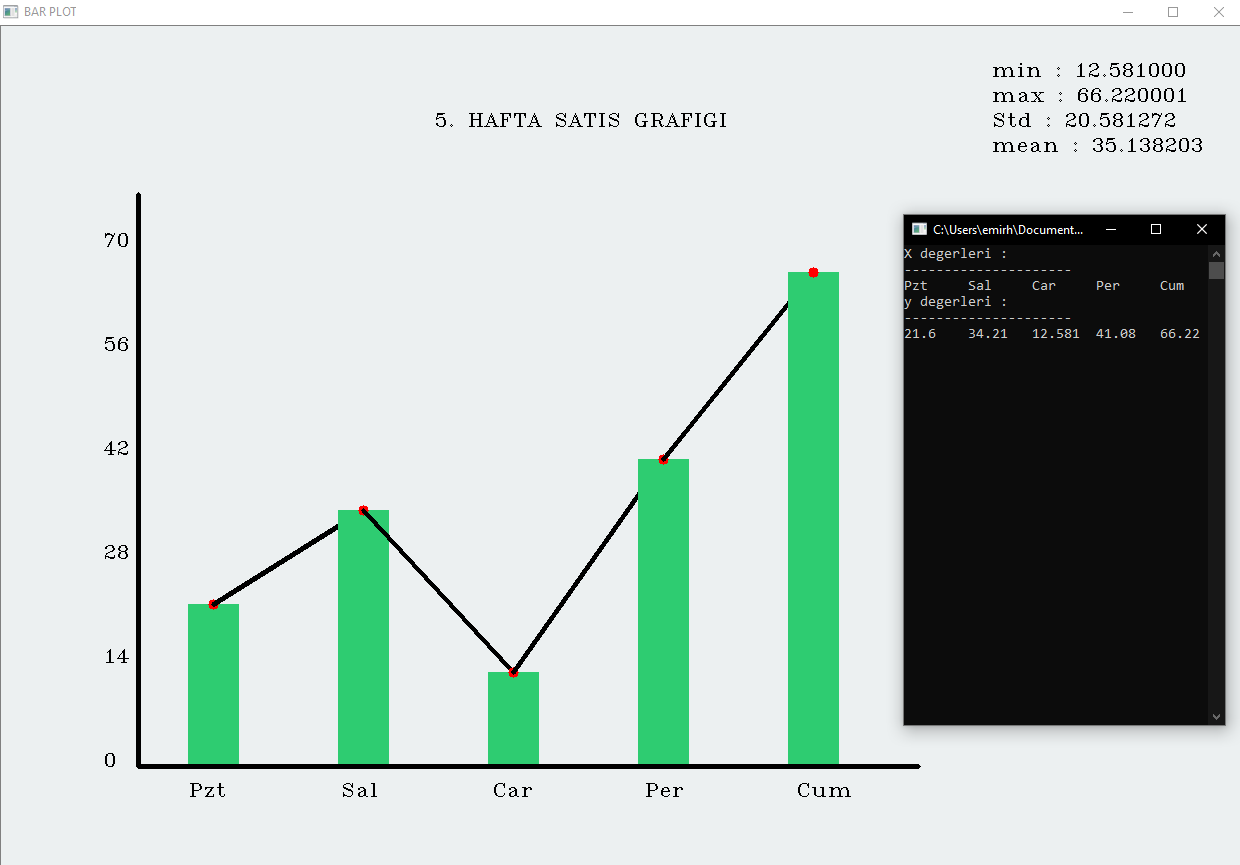 BAR PLOT
min : 12.581000
max : 66.220001
Std : 20.581272
mean : 35.138203
5. HAFTA SATIS GRAFIGI
70
56
42
28
14
0
Pzt Sal Car Per Cum
C:\Users\emirh\Document...
X degerleri :
---------------------
Pzt Sal Car Per Cum
y degerleri :
---------------------
21.6 34.21 12.581 41.08 66.22